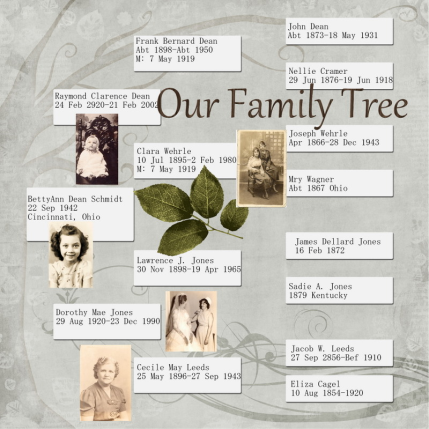 John Dean
Abt 1873-18 May 1931
Frank Bernard Dean
Abt 1898-Abt 1950
M: 7 May 1919
Nellie Cramer
29 Jun 1876-19 Jun 1918
Raymond Clarence Dean
24 Feb 2920-21 Feb 2002
Our Family Tree
Joseph Wehrle
Apr 1866-28 Dec 1943
Clara Wehrle
10 Jul 1895-2 Feb 1980
M: 7 May 1919
Mry Wagner
Abt 1867 Ohio
BettyAnn Dean Schmidt
22 Sep 1942
Cincinnati, Ohio
James Dellard Jones
16 Feb 1872
Lawrence J. Jones
30 Nov 1898-19 Apr 1965
Sadie A. Jones
1879 Kentucky
Dorothy Mae Jones
29 Aug 1920-23 Dec 1990
Jacob W. Leeds
27 Sep 2856-Bef 1910
Cecile May Leeds
25 May 1896-27 Sep 1943
Eliza Cagel
10 Aug 1854-1920